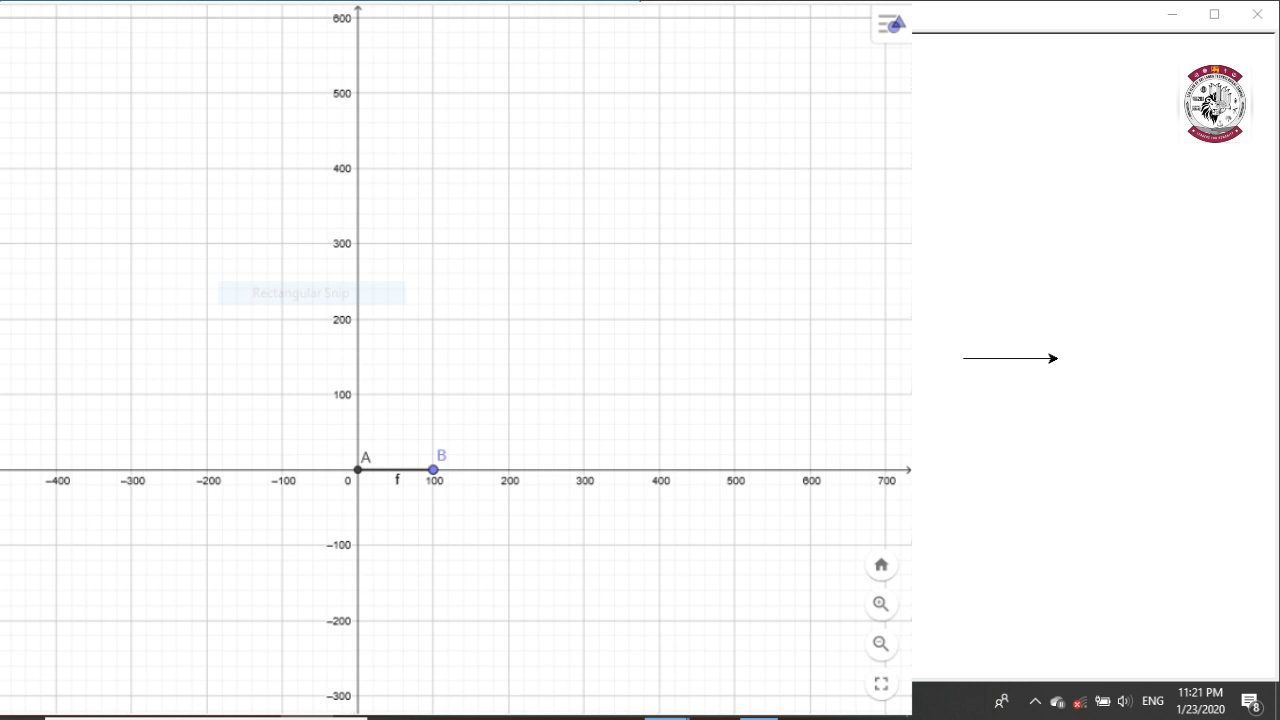 600
500
400
300
Rectangular Snip
200
100
A
B
f
–400 –300 –200 –100 0 100 200 300 400 500 600 700
–100
–200
–300
ENG
11:21 PM
1/23/2020
8